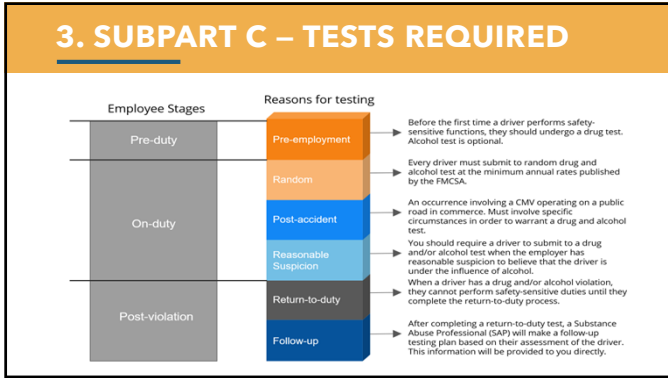 3. SUBPART C – TESTS REQUIRED
Employee Stages
Reasons for testing
Pre-duty
On-duty
Post-violation
Pre-employment
Random
Post-accident
Reasonable
Suspicion
Return-to-duty
Follow-up
Before the first time a driver performs safety-
sensitive functions, they should undergo a drug test.
Alcohol test is optional.
Every driver must submit to random drug and
alcohol test at the minimum annual rates published
by the FMCSA.
An occurrence involving a CMV operating on a public
road in commerce. Must involve specific
circumstances in order to warrant a drug and alcohol
test.
You should require a driver to submit to a drug
and/or alcohol test when the employer has
reasonable suspicion to believe that the driver is
under the influence of alcohol.
When a driver has a drug and/or alcohol violation,
they cannot perform safety-sensitive duties until they
complete the return-to-duty process.
After completing a return-to-duty test, a Substance
Abuse Professional (SAP) will make a follow-up
testing plan based on their assessment of the driver.
This information will be provided to you directly.